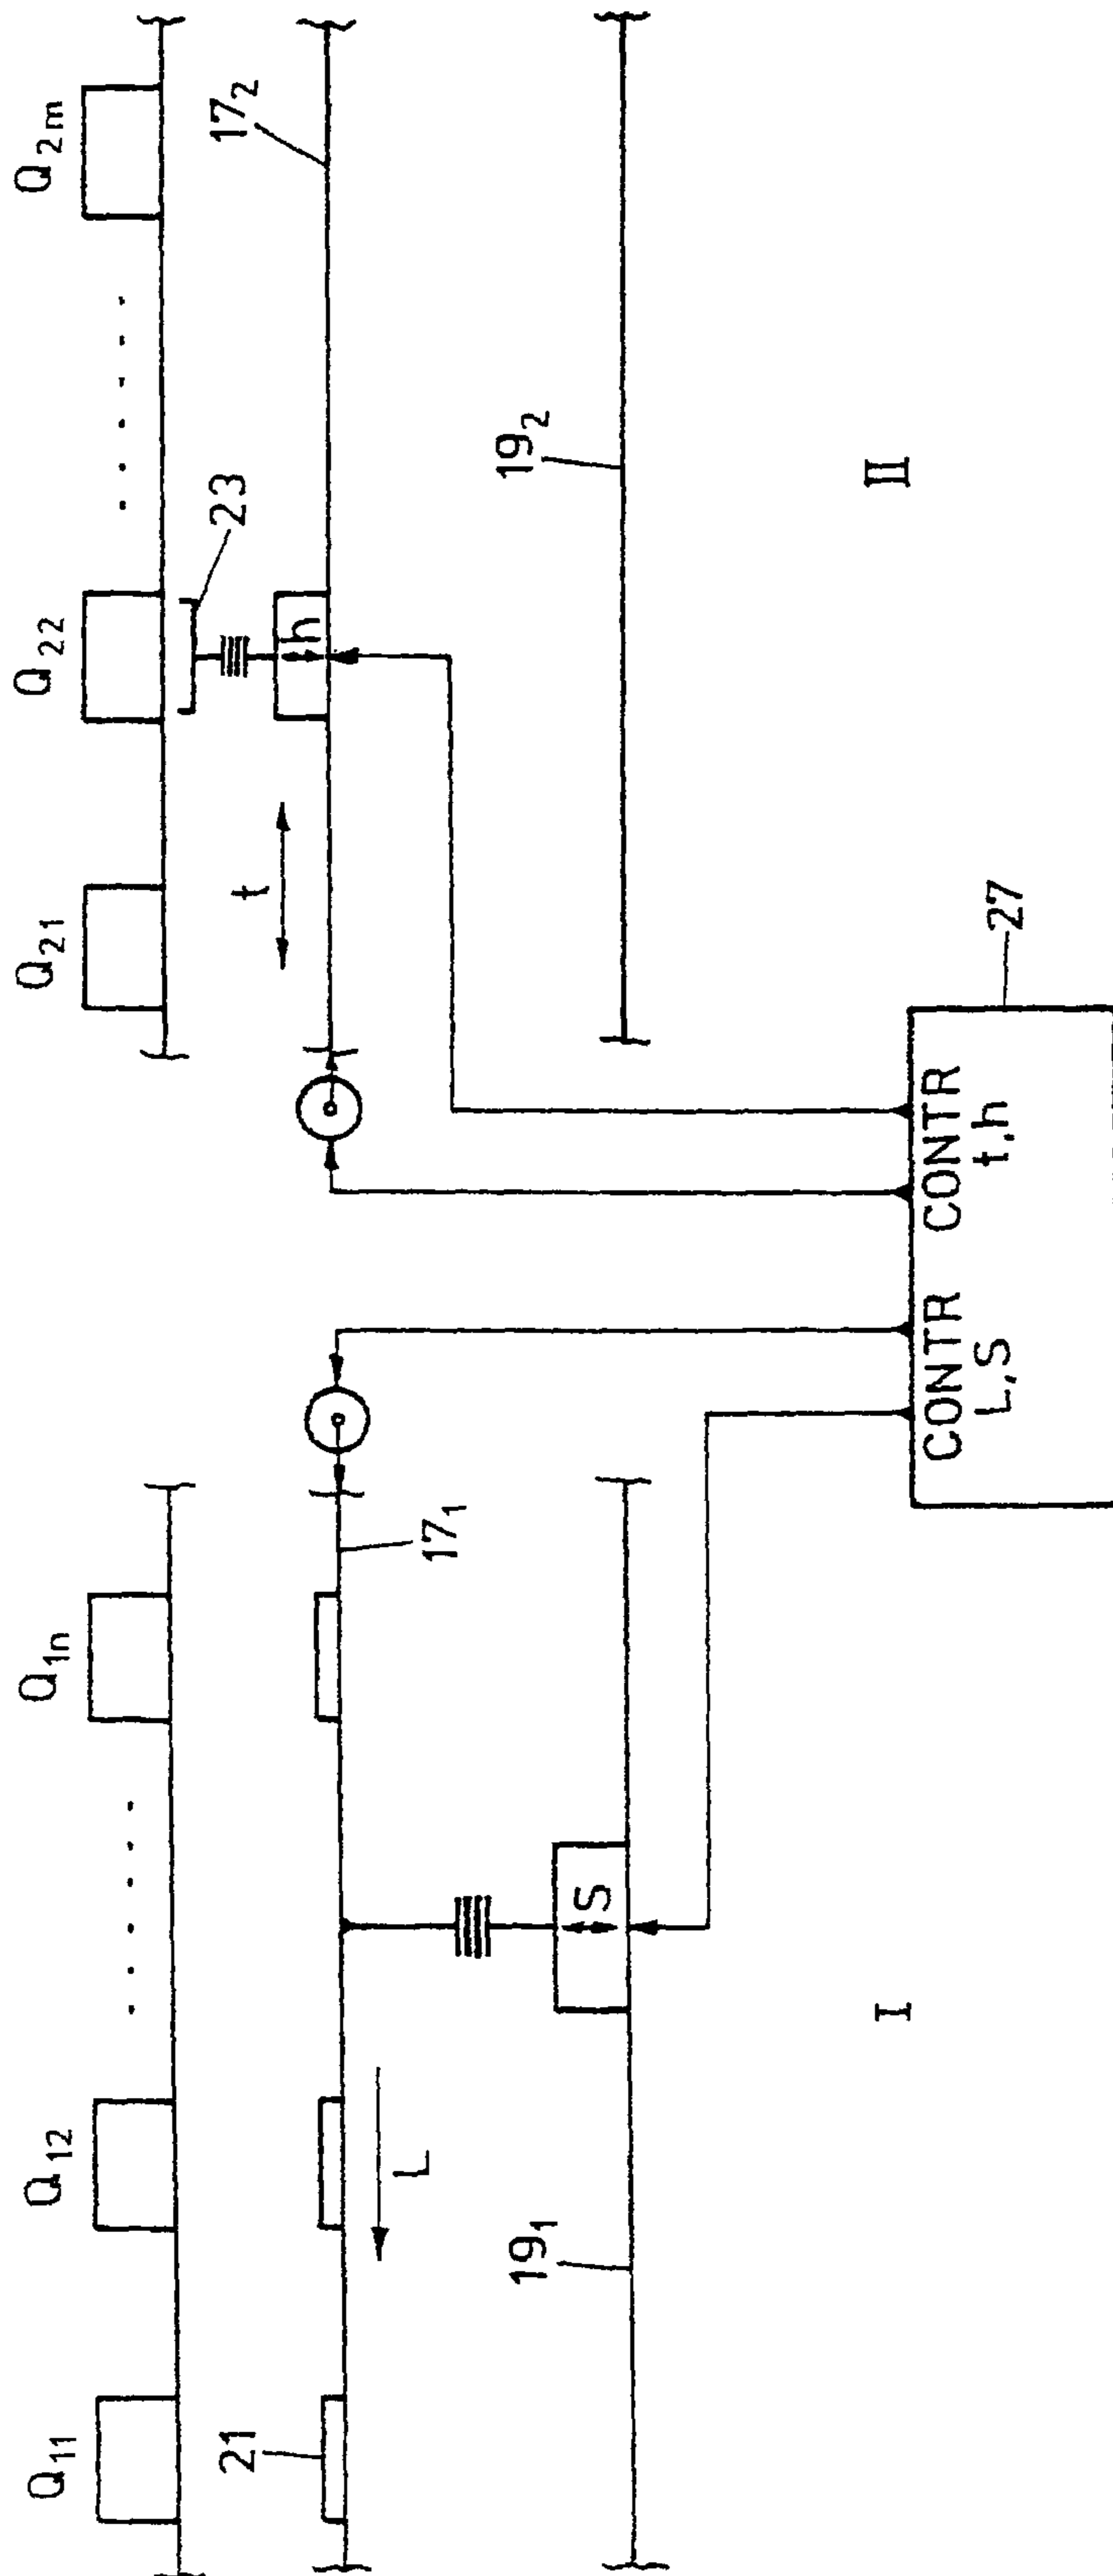 Q₁₁ Q₁₂ Q₁ₙ
Q₂₁ Q₂₂ Q₂ₘ
21
L
17₁
S
19₁
I
t
h
23
17₂
19₂
II
CONTR
L,S
CONTR
t,h
27